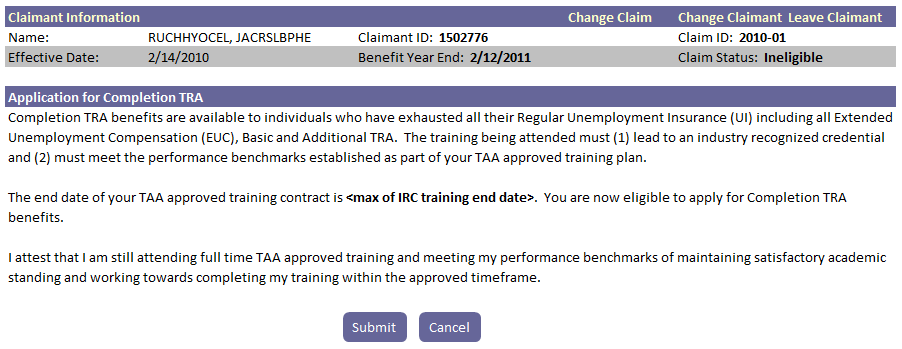 Claimant Information Change Claim Change Claimant Leave Claimant
Name: RUCHHYOCEL, JACRSLBPHE Claimant ID: 1502776 Claim ID: 2010-01
Effective Date: 2/14/2010 Benefit Year End: 2/12/2011 Claim Status: Ineligible
Application for Completion TRA
Completion TRA benefits are available to individuals who have exhausted all their Regular Unemployment Insurance (UI) including all Extended
Unemployment Compensation (EUC), Basic and Additional TRA. The training being attended must (1) lead to an industry recognized credential
and (2) must meet the performance benchmarks established as part of your TAA approved training plan.
The end date of your TAA approved training contract is <max of IRC training end date>. You are now eligible to apply for Completion TRA
benefits.
I attest that I am still attending full time TAA approved training and meeting my performance benchmarks of maintaining satisfactory academic
standing and working towards completing my training within the approved timeframe.
Submit Cancel